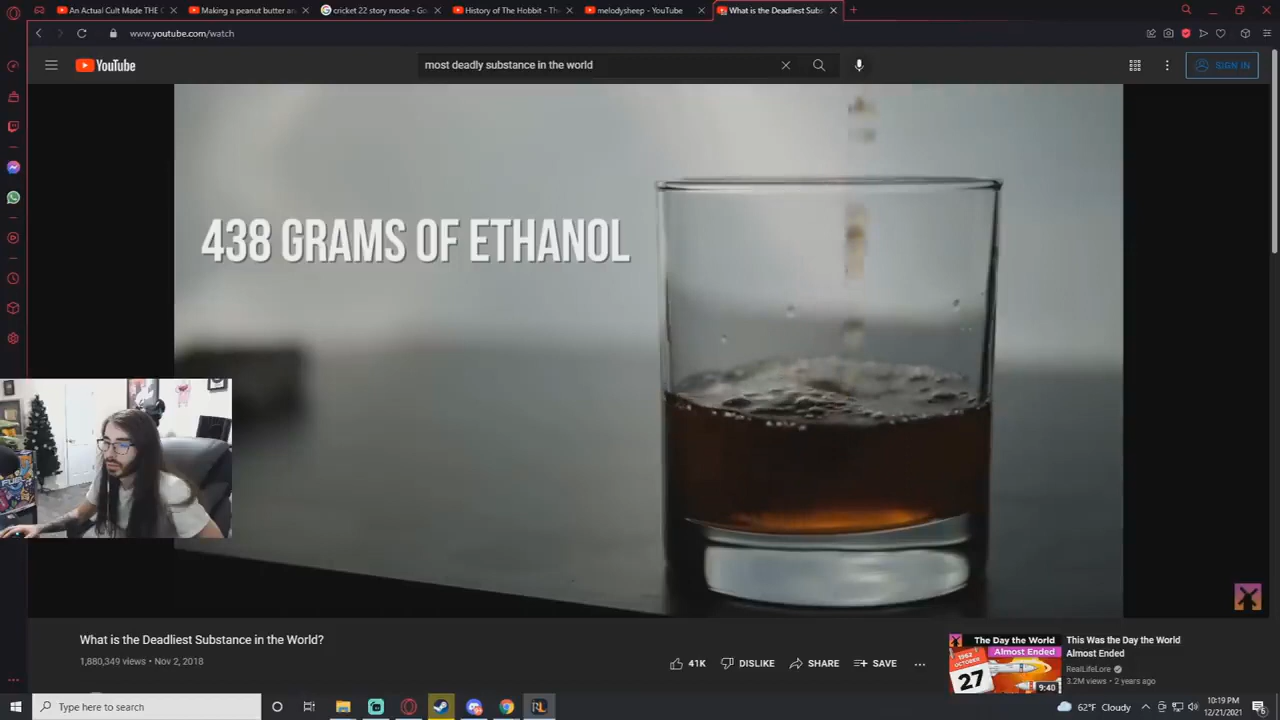 An Actual Cult Made THE C
Making a peanut butter an
cricket 22 story mode - Go
History of The Hobbit - Th
melodysheep - YouTube
What is the Deadliest Subs
www.youtube.com/watch
YouTube
most deadly substance in the world
SIGN IN
438 GRAMS OF ETHANOL
What is the Deadliest Substance in the World?
1,880,349 views • Nov 2, 2018
41K
DISLIKE
SHARE
SAVE
The Day the World
Almost Ended
1962
OCTOBER
27
9:40
This Was the Day the World
Almost Ended
RealLifeLore
3.2M views • 2 years ago
Type here to search
62°F Cloudy
10:19 PM
12/21/2021